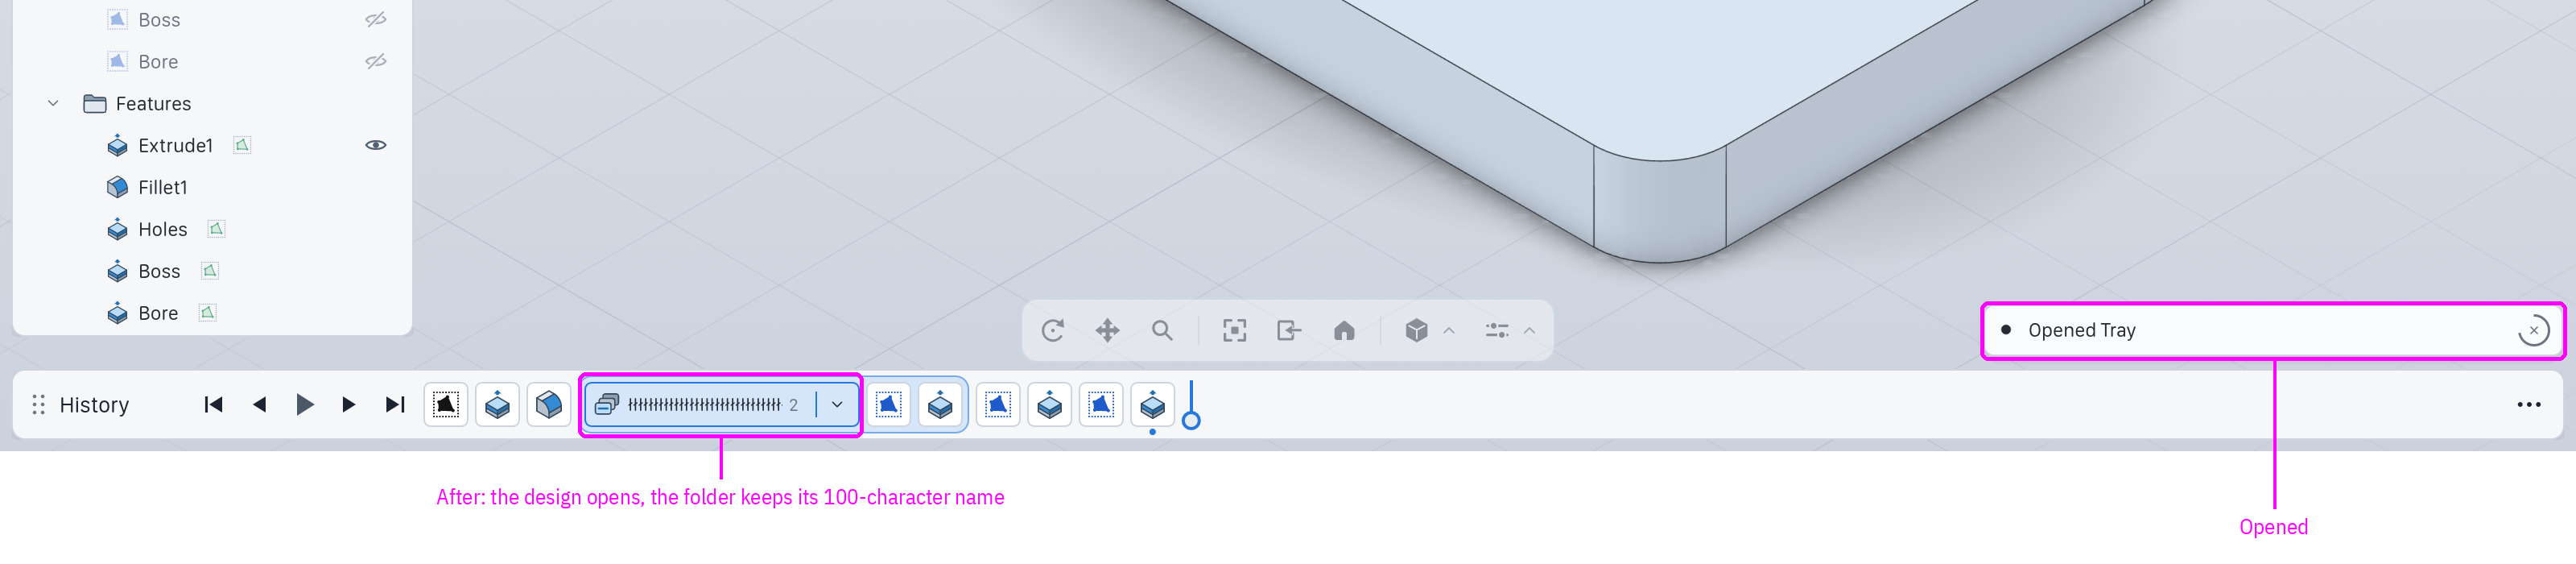 Boss
Bore
Features
Extrude1
Fillet1
Holes
Boss
Bore
Opened Tray
History
2
After: the design opens, the folder keeps its 100-character name
Opened